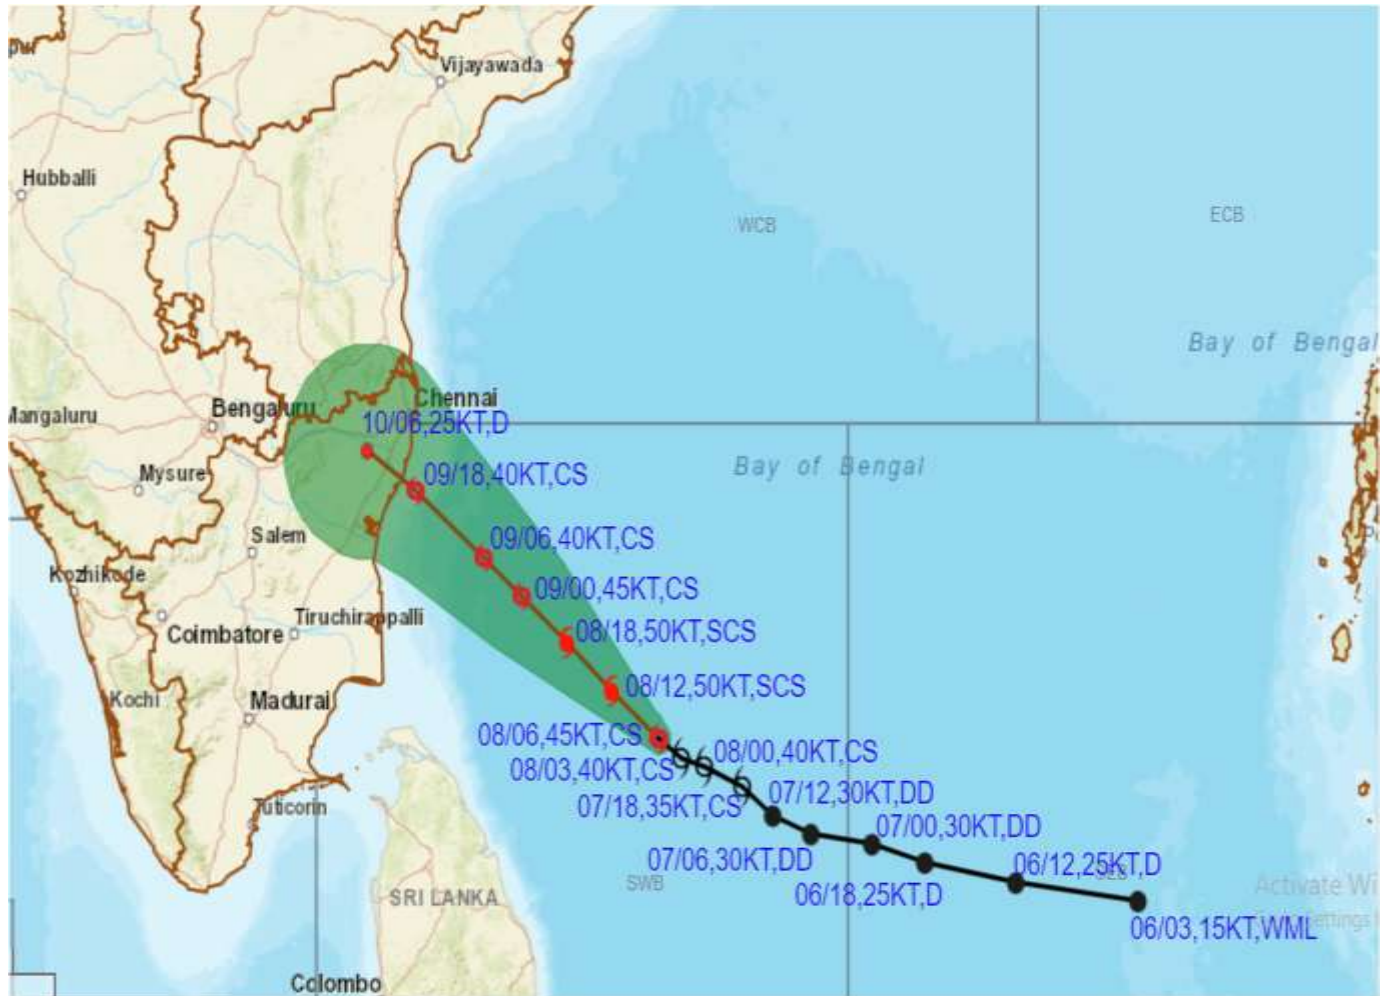 pur
Vijayawada
Hubballi
WCB
ECB
Bay of Bengal
Mangaluru
Bengaluru
Chennai
10/06,25KT,D
Bay of Bengal
Mysure
09/18,40KT,CS
Salem
09/06,40KT,CS
Kozhikode
09/00,45KT,CS
Coimbatore
Tiruchirappalli
08/18,50KT,SCS
Kochi
Madurai
08/12,50KT,SCS
08/06,45KT,CS
08/00,40KT,CS
08/03,40KT,CS
07/18,35KT,CS
07/12,30KT,DD
Tuticorin
07/00,30KT,DD
07/06,30KT,DD
06/12,25KT,D
SWB
06/18,25KT,D
SRI LANKA
Activate Wi
ettings
06/03,15KT,WML
Colombo